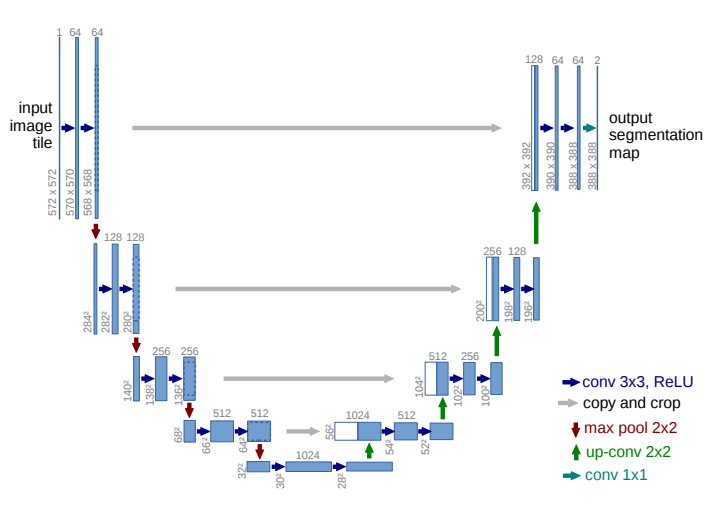 1 64 64
128 64 64 2
input
image
tile
output
segmentation
map
572 x 572
570 x 570
568 x 568
392 x 392
390 x 390
388 x 388
388 x 388
128 128
256 128
284²
282²
280²
200²
198²
196²
256 256
512 256
140²
138²
136²
104²
102²
100²
conv 3x3, ReLU
copy and crop
max pool 2x2
up-conv 2x2
conv 1x1
512 512
1024 512
68²
66²
64²
56²
54²
52²
1024
32²
30²
28²